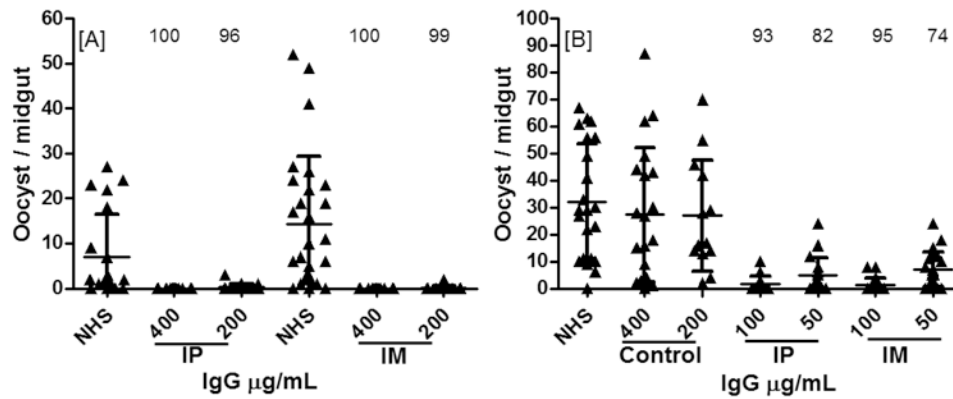 [A] 100 96 100 99
Oocyst / midgut
60
50
40
30
20
10
0
NHS 400 200 NHS 400 200
IP IM
IgG µg/mL
[B] 93 82 95 74
Oocyst / midgut
100
90
80
70
60
50
40
30
20
10
0
NHS 400 200 100 50 100 50
Control IP IM
IgG µg/mL